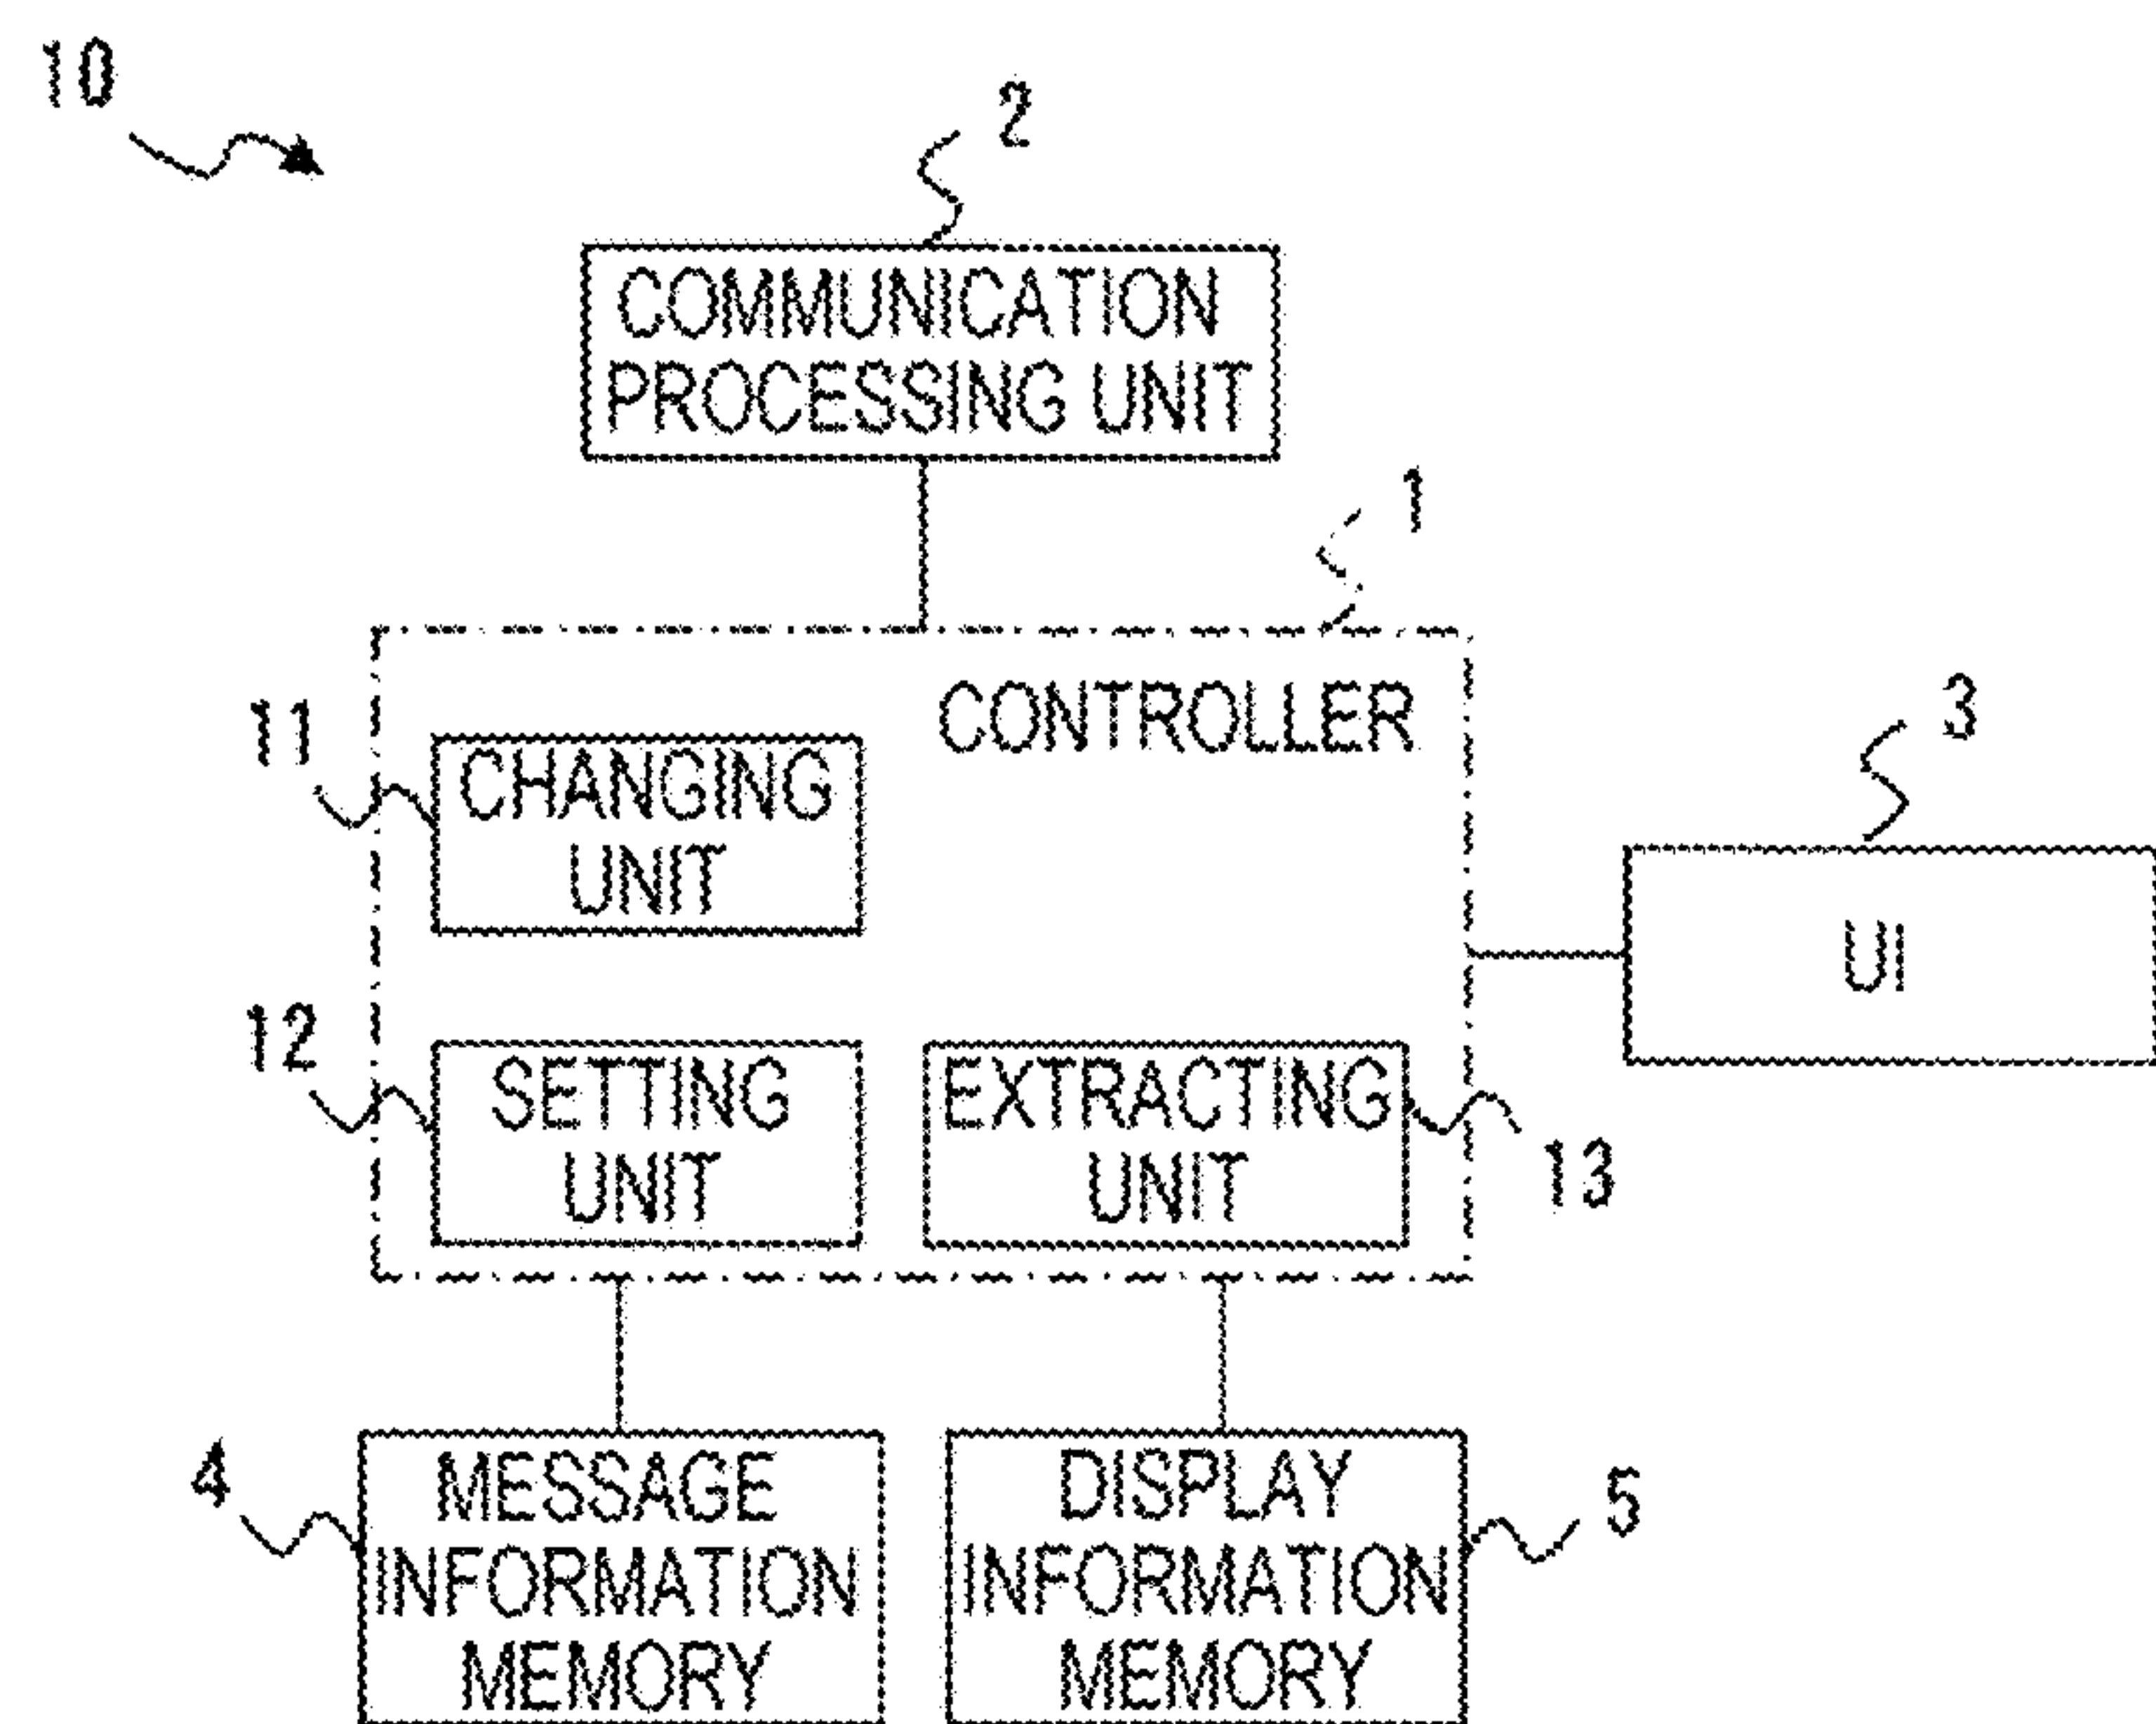 10
2
COMMUNICATION
PROCESSING UNIT
1
CONTROLLER
11
CHANGING
UNIT
3
UI
12
SETTING
UNIT
EXTRACTING
UNIT
13
4
MESSAGE
INFORMATION
MEMORY
DISPLAY
INFORMATION
MEMORY
5